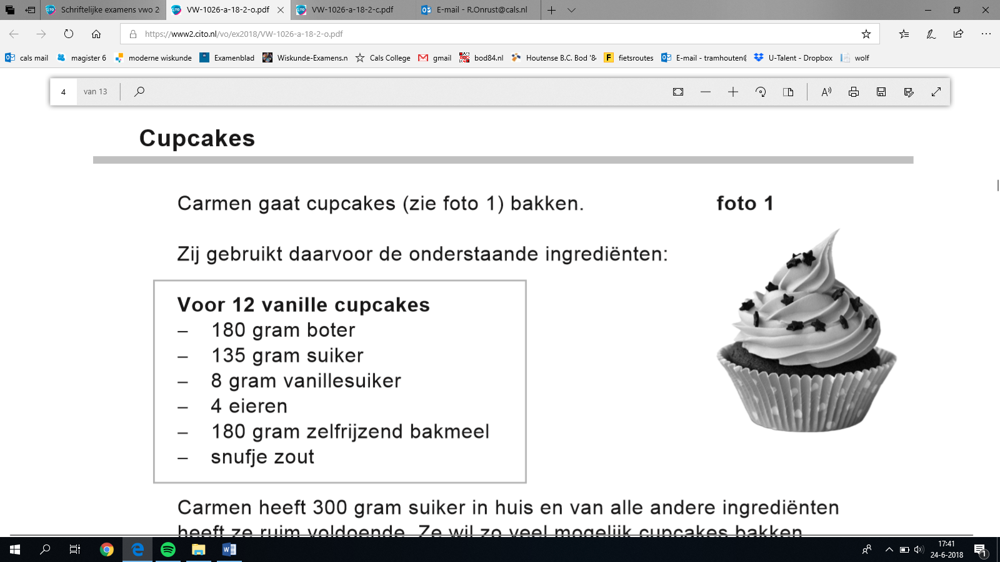 Schriftelijke examens vwo 2
VW-1026-a-18-2-o.pdf
VW-1026-a-18-2-c.pdf
E-mail - R.Onrust@cals.nl
https://www2.cito.nl/vo/ex2018/VW-1026-a-18-2-o.pdf
cals mail
magister 6
moderne wiskunde
Examenblad
Wiskunde-Examens.n
Cals College
gmail
bod84.nl
Houtense B.C. Bod '84
fietsroutes
E-mail - tramhouten@
U-Talent - Dropbox
wolf
4 van 13
Cupcakes
Carmen gaat cupcakes (zie foto 1) bakken.
foto 1
Zij gebruikt daarvoor de onderstaande ingrediënten:
Voor 12 vanille cupcakes
– 180 gram boter
– 135 gram suiker
– 8 gram vanillesuiker
– 4 eieren
– 180 gram zelfrijzend bakmeel
– snufje zout
Carmen heeft 300 gram suiker in huis en van alle andere ingrediënten
heeft ze ruim voldoende. Ze wil zo veel mogelijk cupcakes bakken
17:41
24-6-2018
1